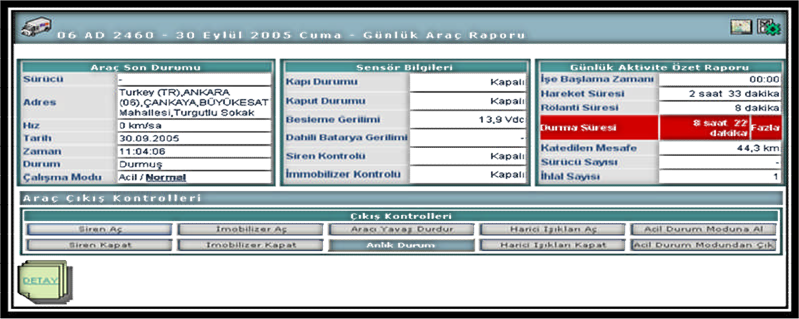 06 AD 2460 - 30 Eylül 2005 Cuma - Günlük Araç Raporu
Araç Son Durumu
Sürücü -
Adres Turkey (TR),ANKARA
(06),ÇANKAYA,BÜYÜKESAT
Mahallesi,Turgutlu Sokak
Hız 0 km/sa
Tarih 30.09.2005
Zaman 11:04:06
Durum Durmuş
Çalışma Modu Acil / Normal
Sensör Bilgileri
Kapı Durumu Kapalı
Kaput Durumu Kapalı
Besleme Gerilimi 13,9 Vdc
Dahili Batarya Gerilimi -
Siren Kontrolü Kapalı
İmmobilizer Kontrolü Kapalı
Günlük Aktivite Özet Raporu
İşe Başlama Zamanı 00:00
Hareket Süresi 2 saat 33 dakika
Rölanti Süresi 8 dakika
Durma Süresi 8 saat 22
dakika Fazla
Katedilen Mesafe 44,3 km
Sürücü Sayısı -
İhlal Sayısı 1
Araç Çıkış Kontrolleri
Çıkış Kontrolleri
Siren Aç İmobilizer Aç Aracı Yavaş Durdur Harici Işıkları Aç Acil Durum Moduna Al
Siren Kapat İmobilizer Kapat Anlık Durum Harici Işıkları Kapat Acil Durum Modundan Çık
DETAY